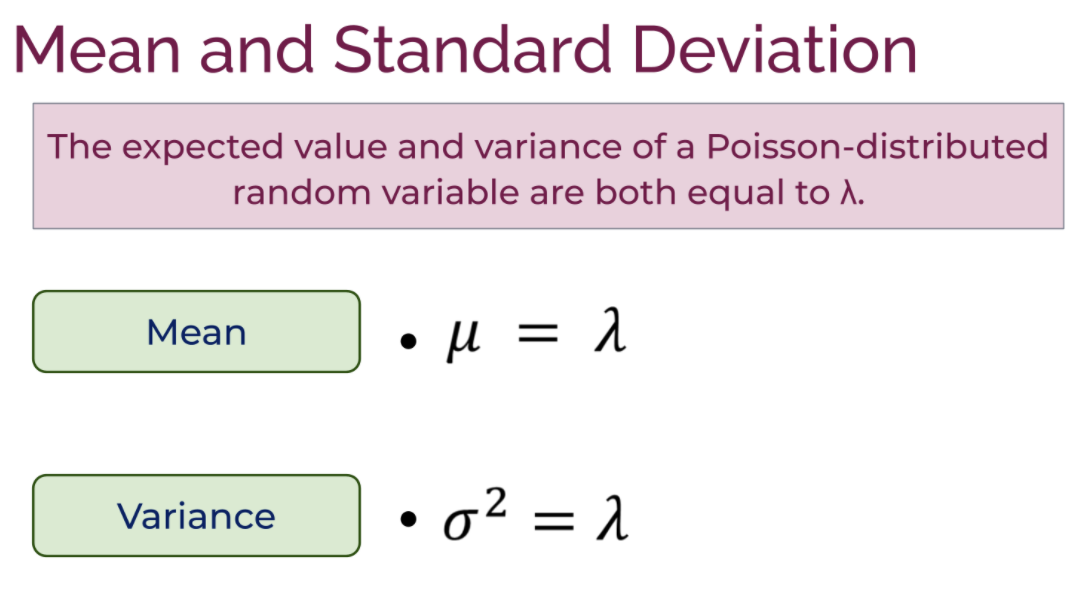 Mean and Standard Deviation
The expected value and variance of a Poisson-distributed
random variable are both equal to λ.
Mean
• μ = λ
Variance
• σ² = λ